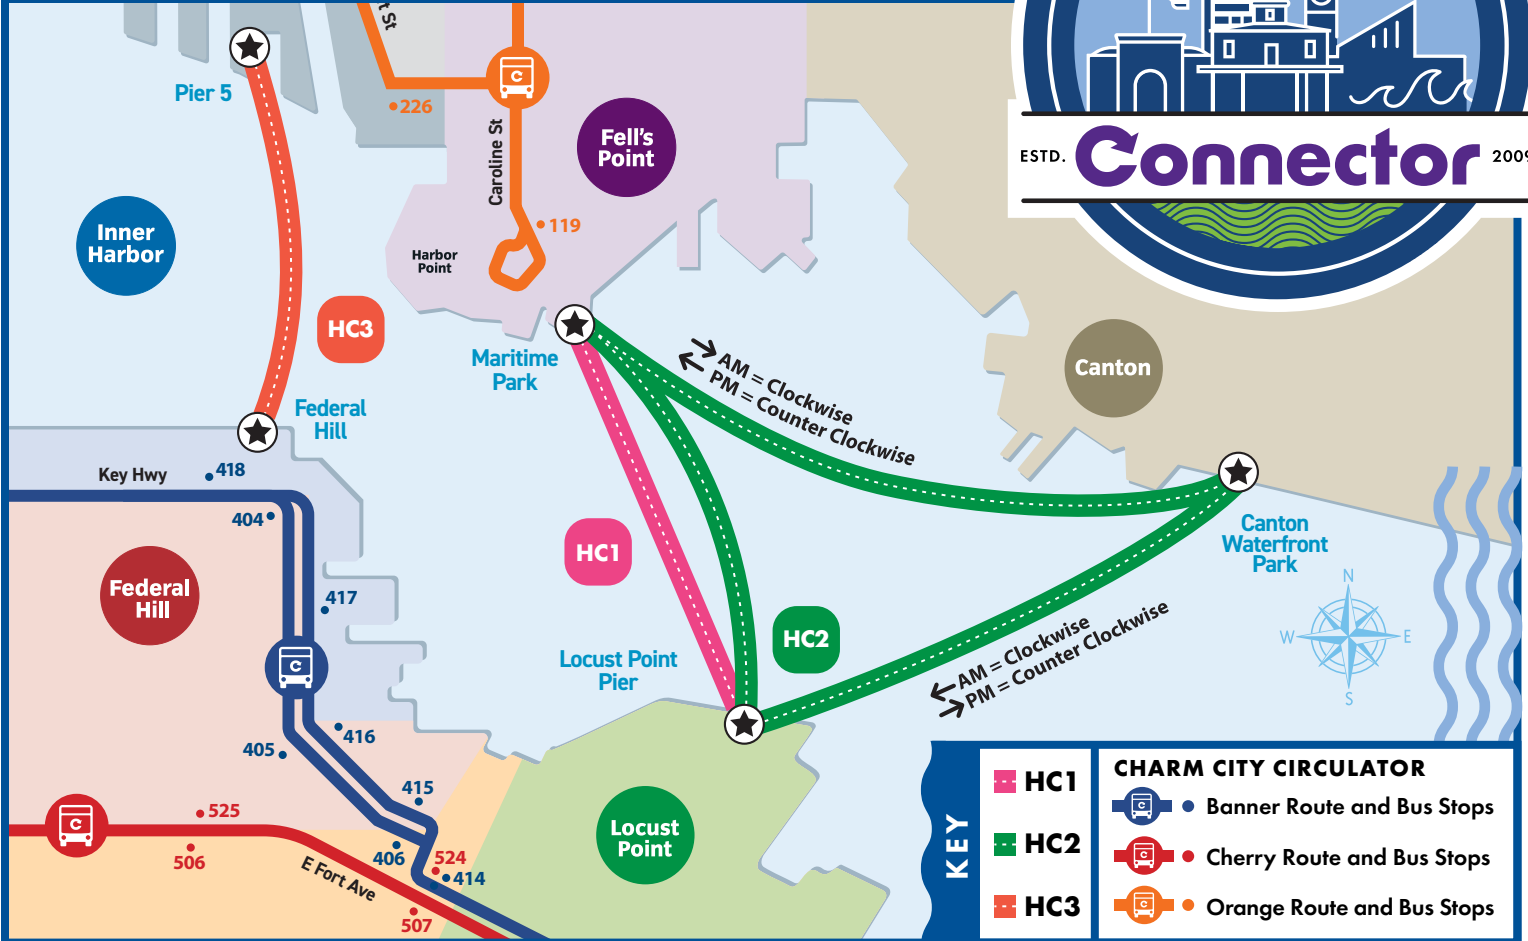 t St
Pier 5
226
Caroline St
Fell's
Point
ESTD.
Connector
2009
Inner
Harbor
119
Harbor
Point
HC3
Maritime
Park
AM = Clockwise
PM = Counter Clockwise
Canton
Federal
Hill
Key Hwy
418
404
Canton
Waterfront
Park
HC1
Federal
Hill
417
N
W
E
S
HC2
AM = Clockwise
PM = Counter Clockwise
Locust Point
Pier
416
405
415
525
506
406
524
414
E Fort Ave
507
Locust
Point
KEY
HC1
HC2
HC3
CHARM CITY CIRCULATOR
C Banner Route and Bus Stops
C Cherry Route and Bus Stops
C Orange Route and Bus Stops
C
C
C